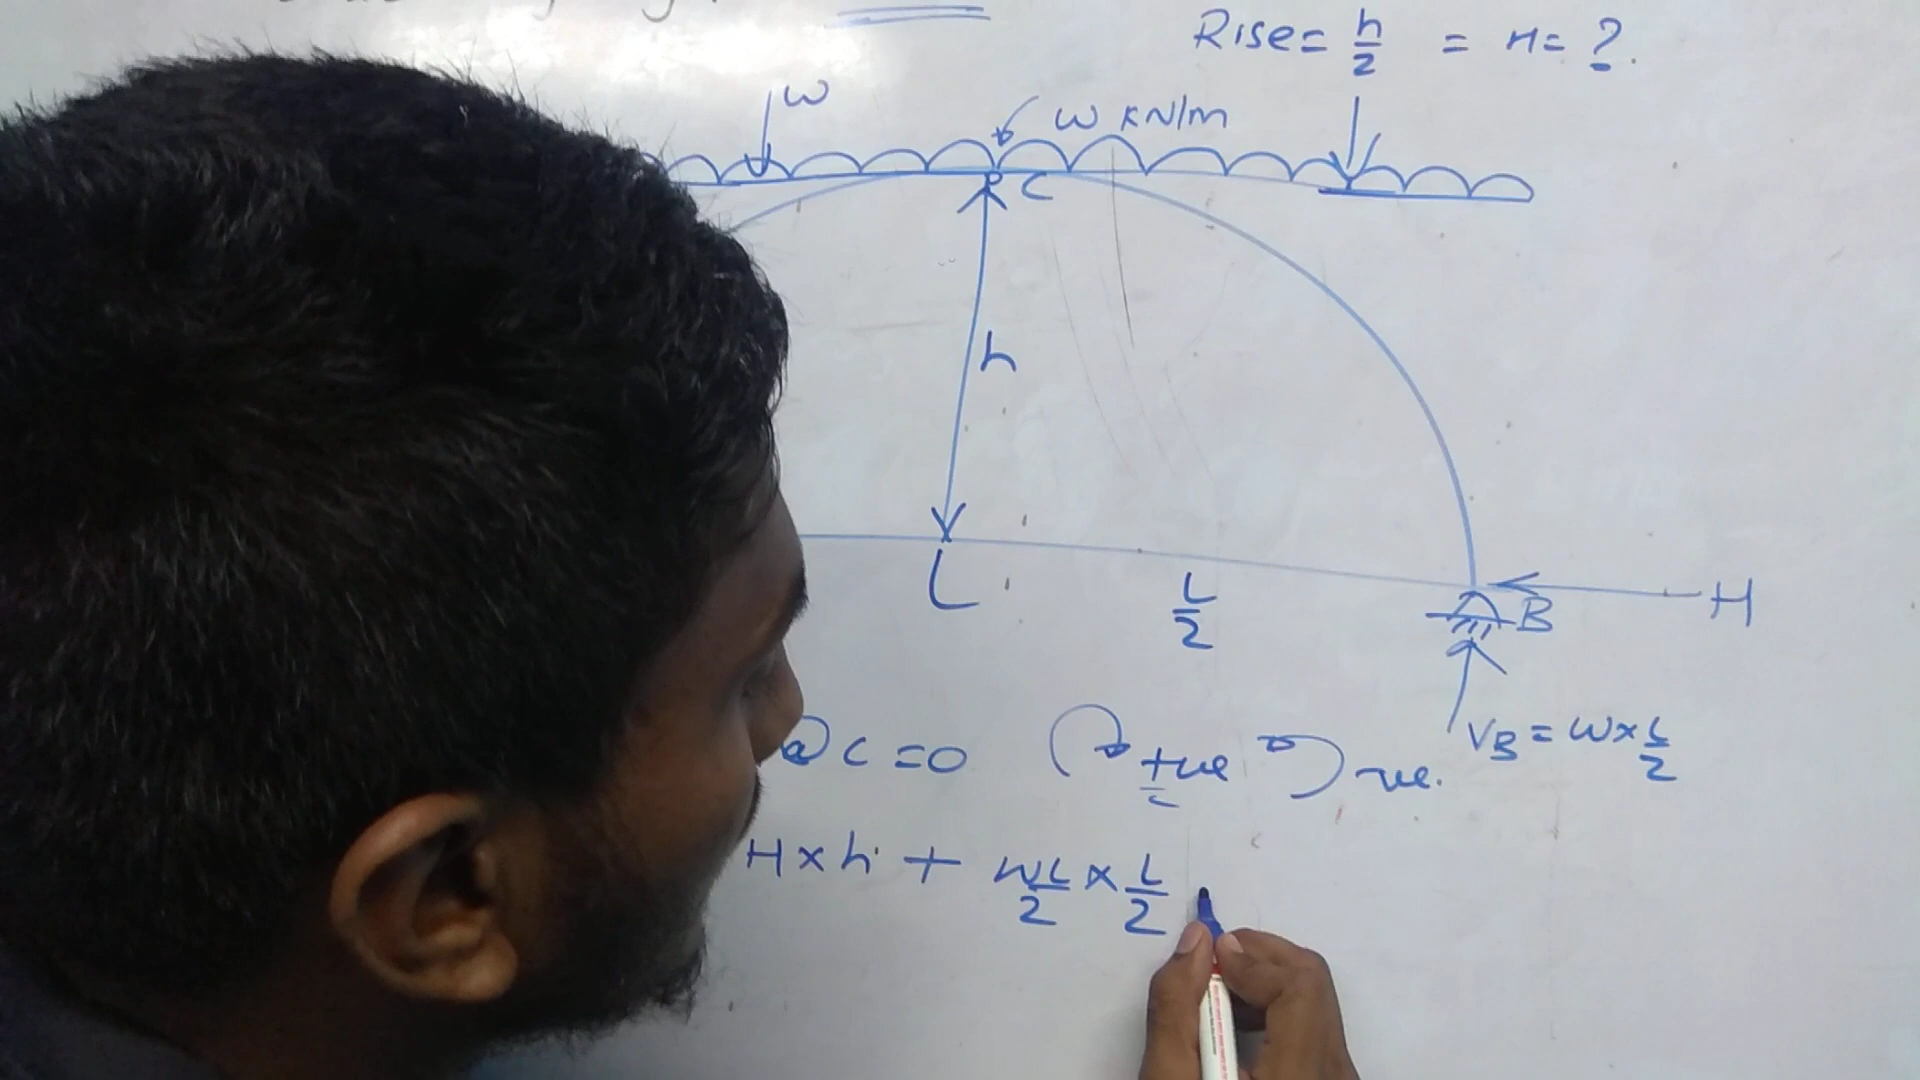 Rise = h/2 = H = ?.
w
w kN/m
C
h
L
L/2
B
H
VB = w × L/2
@ C = 0 +ve -ve.
H × h + wL/2 × L/2